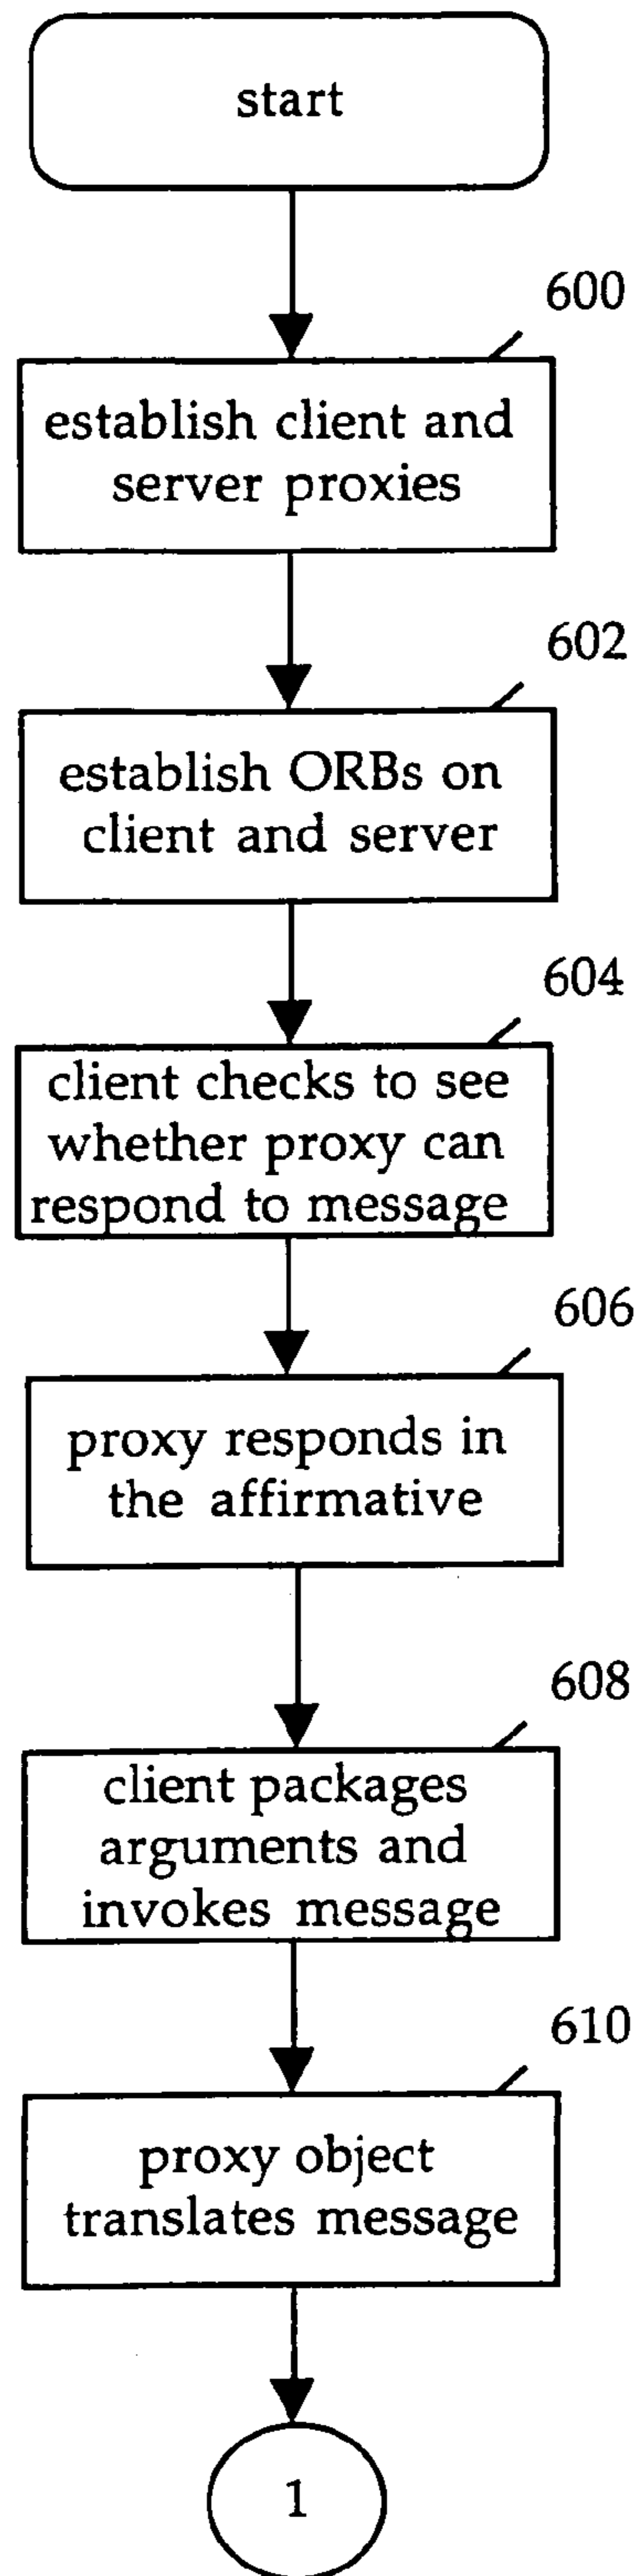 start
600
establish client and
server proxies
602
establish ORBs on
client and server
604
client checks to see
whether proxy can
respond to message
606
proxy responds in
the affirmative
608
client packages
arguments and
invokes message
610
proxy object
translates message
1